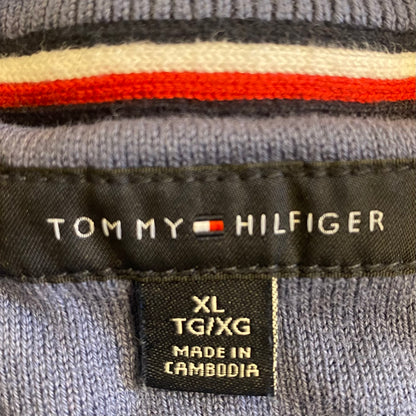 TOMMY HILFIGER
XL
TG/XG
MADE IN
CAMBODIA